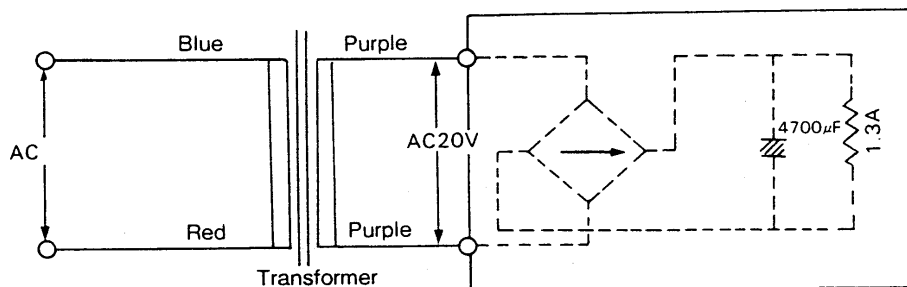 Blue
Purple
AC
AC20V
4700µF
1.3A
Red
Purple
Transformer